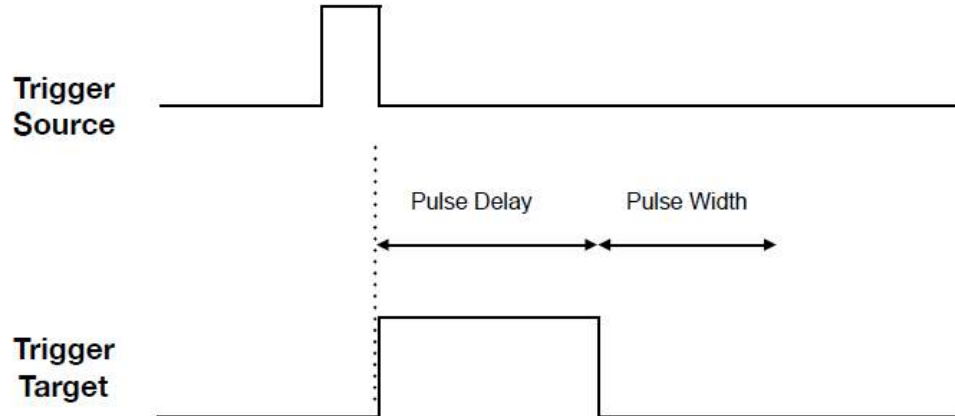 Trigger
Source
Pulse Delay
Pulse Width
Trigger
Target